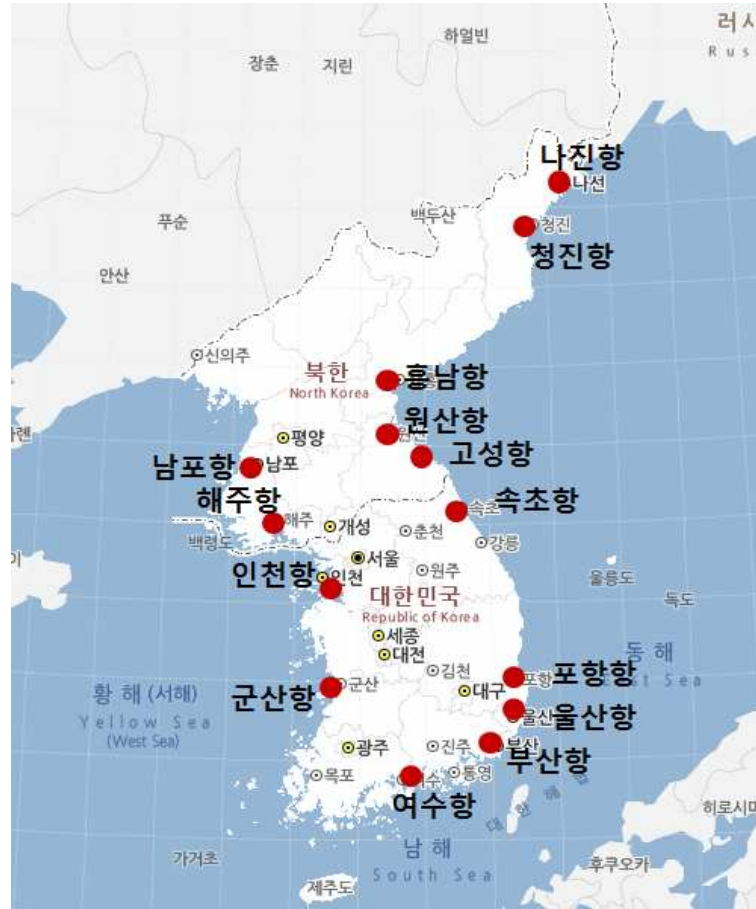 러시
Rus
하얼빈
장춘
지린
나진항
나선
백두산
청진
푸순
청진항
안산
신의주
북한
North Korea
흥남항
원산항
평양
고성항
남포항
남포
해주항
해주
속초항
속초
개성
백령도
춘천
강릉
서울
인천항
인천
원주
울릉도
대한민국
Republic of Korea
독도
세종
대전
동해
East Sea
김천
포항항
포항
군산항
군산
대구
황해(서해)
Yellow Sea
(West Sea)
울산
울산항
광주
진주
부산
부산항
목포
통영
여수항
대한해협
히로시마
남해
South Sea
가거초
후쿠오카
제주도